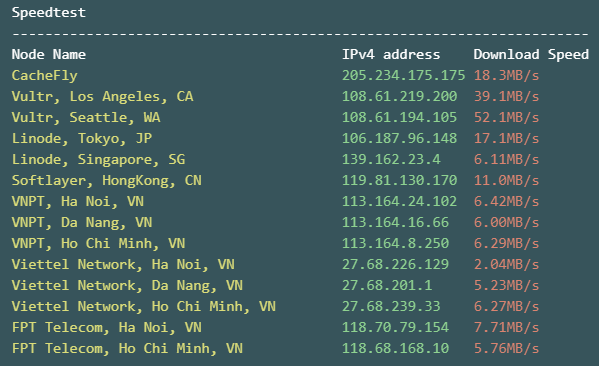 Speedtest
----------------------------------------------------------------------
Node Name IPv4 address Download Speed
CacheFly 205.234.175.175 18.3MB/s
Vultr, Los Angeles, CA 108.61.219.200 39.1MB/s
Vultr, Seattle, WA 108.61.194.105 52.1MB/s
Linode, Tokyo, JP 106.187.96.148 17.1MB/s
Linode, Singapore, SG 139.162.23.4 6.11MB/s
Softlayer, HongKong, CN 119.81.130.170 11.0MB/s
VNPT, Ha Noi, VN 113.164.24.102 6.42MB/s
VNPT, Da Nang, VN 113.164.16.66 6.00MB/s
VNPT, Ho Chi Minh, VN 113.164.8.250 6.29MB/s
Viettel Network, Ha Noi, VN 27.68.226.129 2.04MB/s
Viettel Network, Da Nang, VN 27.68.201.1 5.23MB/s
Viettel Network, Ho Chi Minh, VN 27.68.239.33 6.27MB/s
FPT Telecom, Ha Noi, VN 118.70.79.154 7.71MB/s
FPT Telecom, Ho Chi Minh, VN 118.68.168.10 5.76MB/s